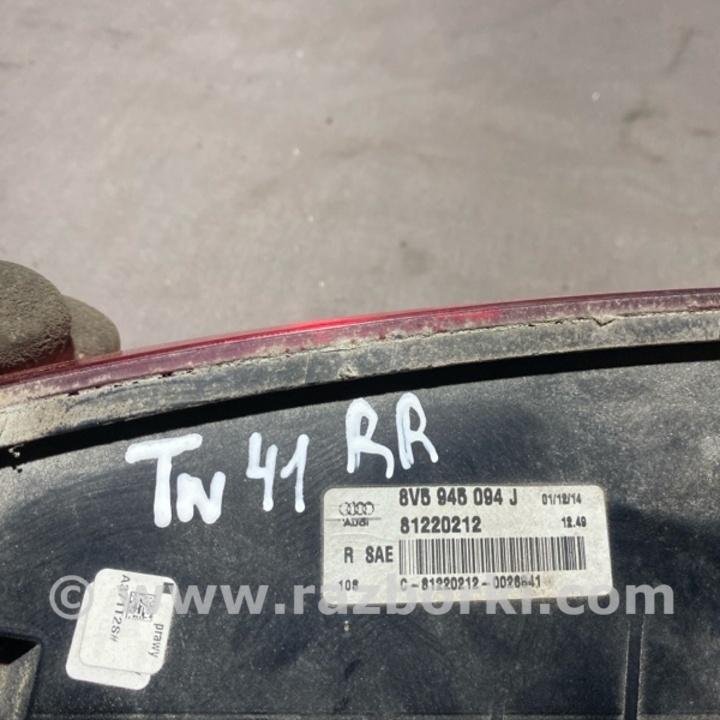 TN 41 RR
8V5 945 094 J 01/12/14
AUDI 81220212 12.49
R SAE
108 C-81220212-0026841
prawy
© www.razborki.com